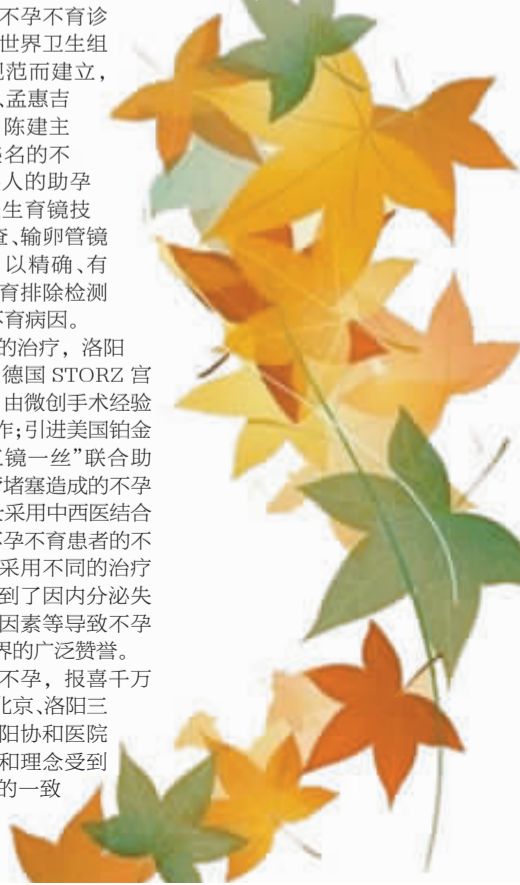 不孕不育诊
世界卫生组
范而建立,
、孟惠吉
陈建主
名的不
人的助孕
生育镜技
查、输卵管镜
以精确、有
育排除检测
不育病因。
的治疗，洛阳
德国 STORZ 宫
由微创手术经验
作；引进美国铂金
镜一丝”联合助
堵塞造成的不孕
采用中西医结合
不孕不育患者的不
采用不同的治疗
到了因内分泌失
因素等导致不孕
界的广泛赞誉。
不孕，报喜千万
北京、洛阳三
阳协和医院
和理念受到
的一致